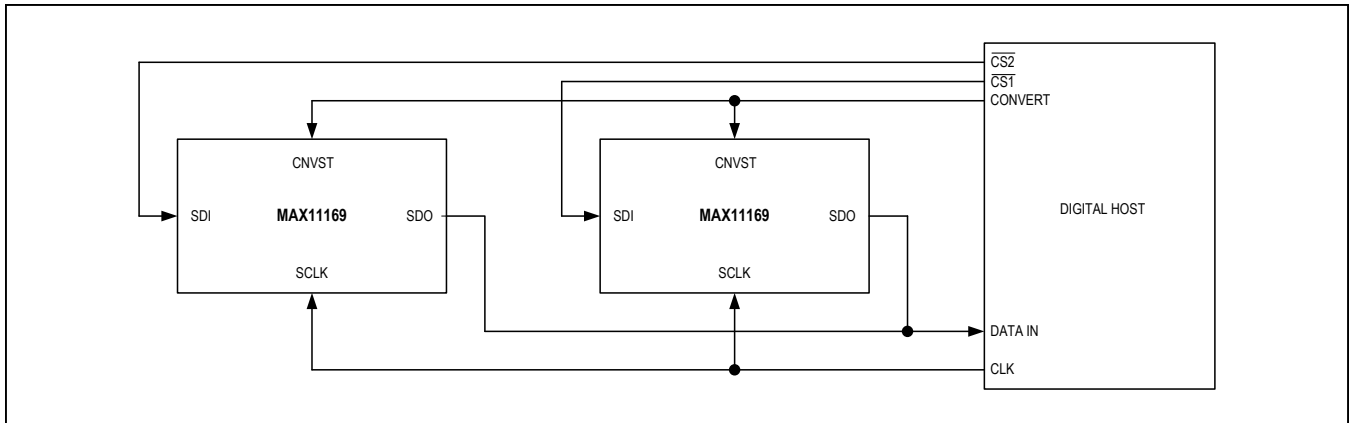 CS2
CS1
CONVERT
CNVST
CNVST
SDI MAX11169 SDO
SDI MAX11169 SDO
DIGITAL HOST
SCLK
SCLK
DATA IN
CLK